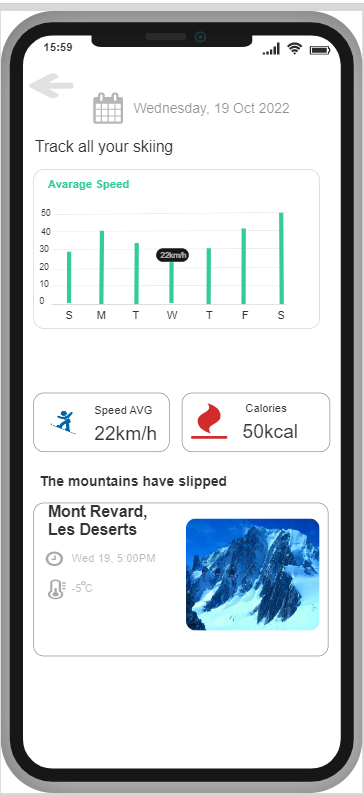 15:59
Wednesday, 19 Oct 2022
Track all your skiing
Avarage Speed
50
40
30
22km/h
20
10
0
S M T W T F S
Speed AVG
22km/h
Calories
50kcal
The mountains have slipped
Mont Revard,
Les Deserts
Wed 19, 5:00PM
-5°C